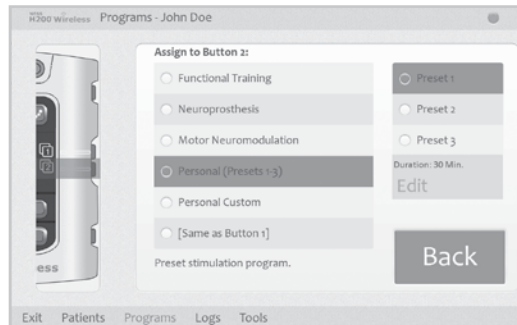 H200 Wireless Programs - John Doe
Assign to Button 2:
Functional Training
Neuroprosthesis
Motor Neuromodulation
Personal (Presets 1-3)
Personal Custom
[Same as Button 1]
Preset stimulation program.
Preset 1
Preset 2
Preset 3
Duration: 30 Min.
Edit
Back
1
2
ess
Exit Patients Programs Logs Tools